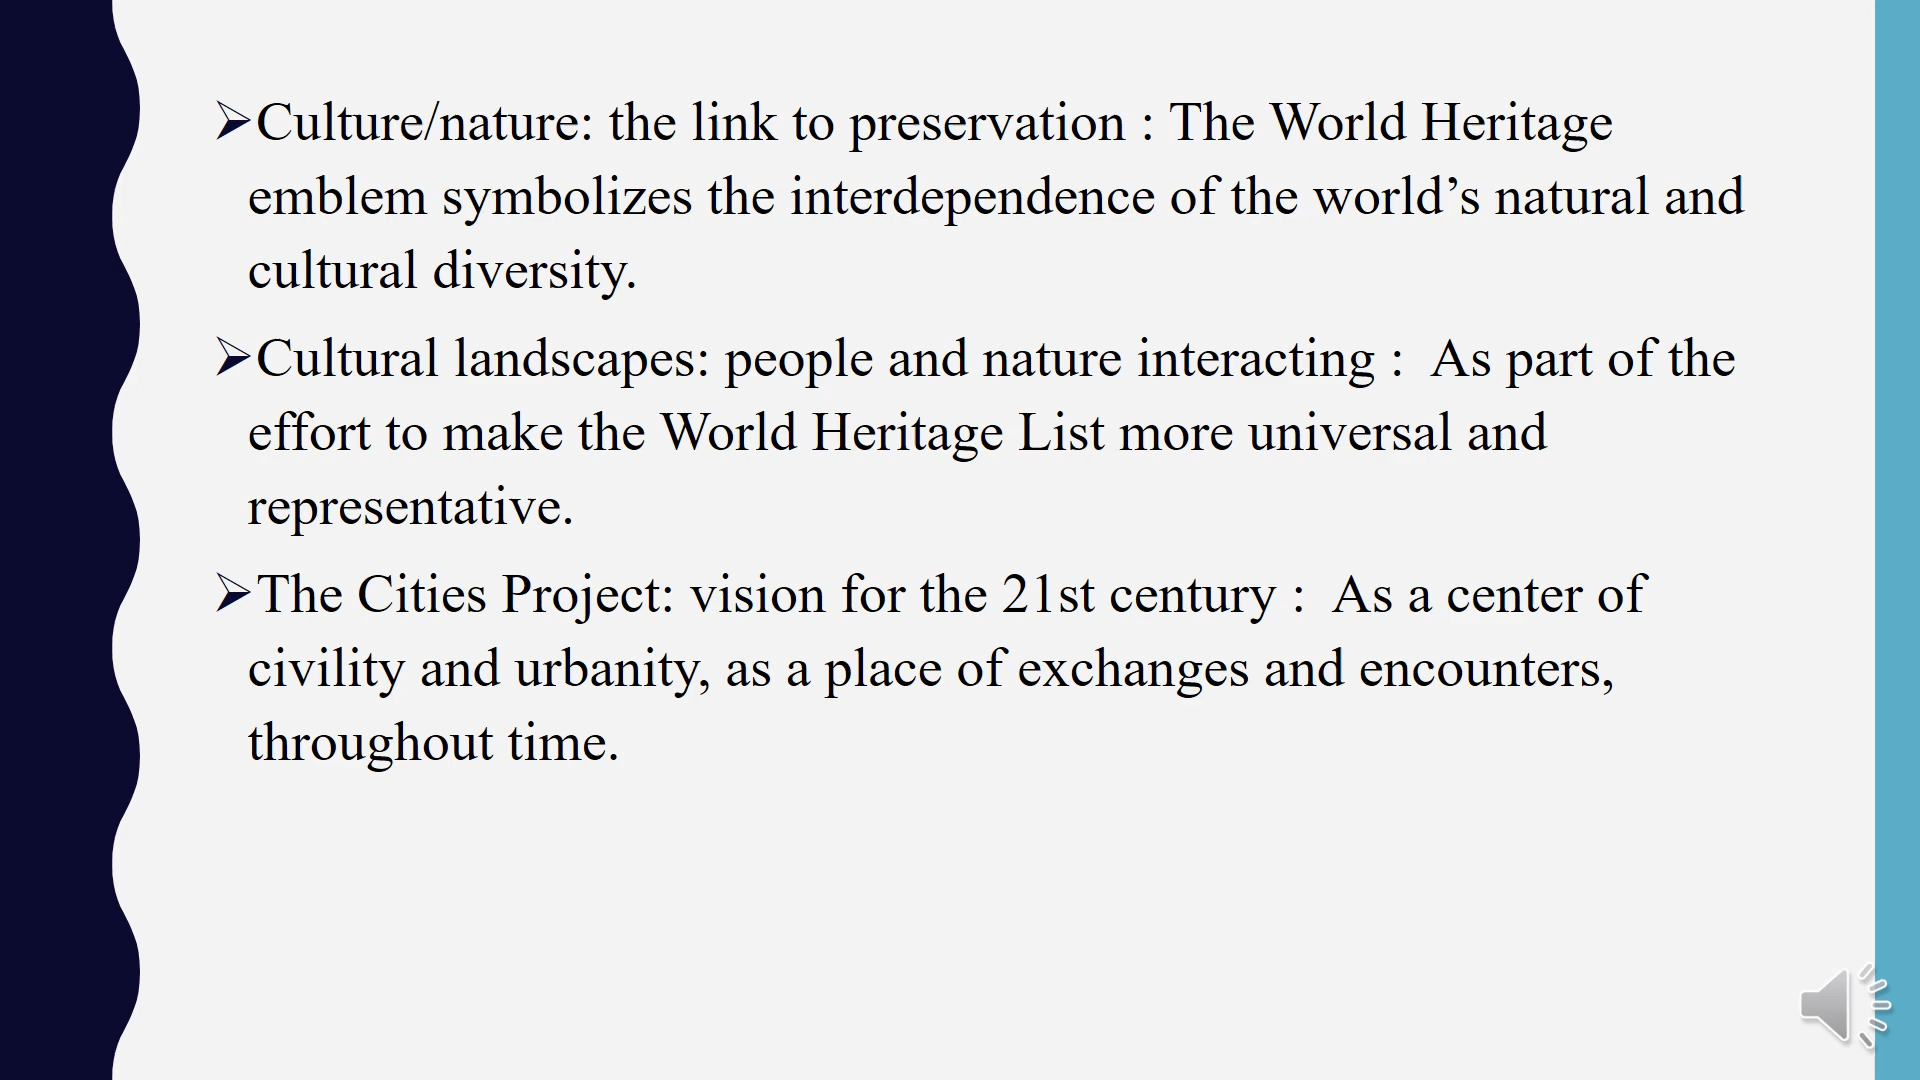 ➢Culture/nature: the link to preservation : The World Heritage
emblem symbolizes the interdependence of the world’s natural and
cultural diversity.
➢Cultural landscapes: people and nature interacting :  As part of the
effort to make the World Heritage List more universal and
representative.
➢The Cities Project: vision for the 21st century :  As a center of
civility and urbanity, as a place of exchanges and encounters,
throughout time.